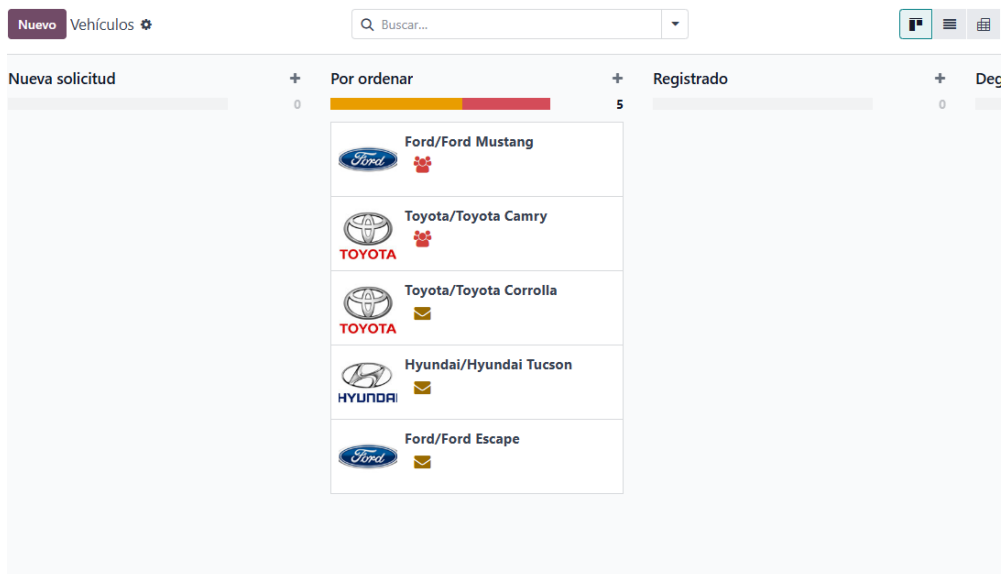 Nuevo Vehículos
Buscar...
Nueva solicitud
0
Por ordenar
5
Ford/Ford Mustang
Ford
Toyota/Toyota Camry
TOYOTA
Toyota/Toyota Corrolla
TOYOTA
Hyundai/Hyundai Tucson
HYUNDAI
Ford/Ford Escape
Ford
Registrado
0
Deg